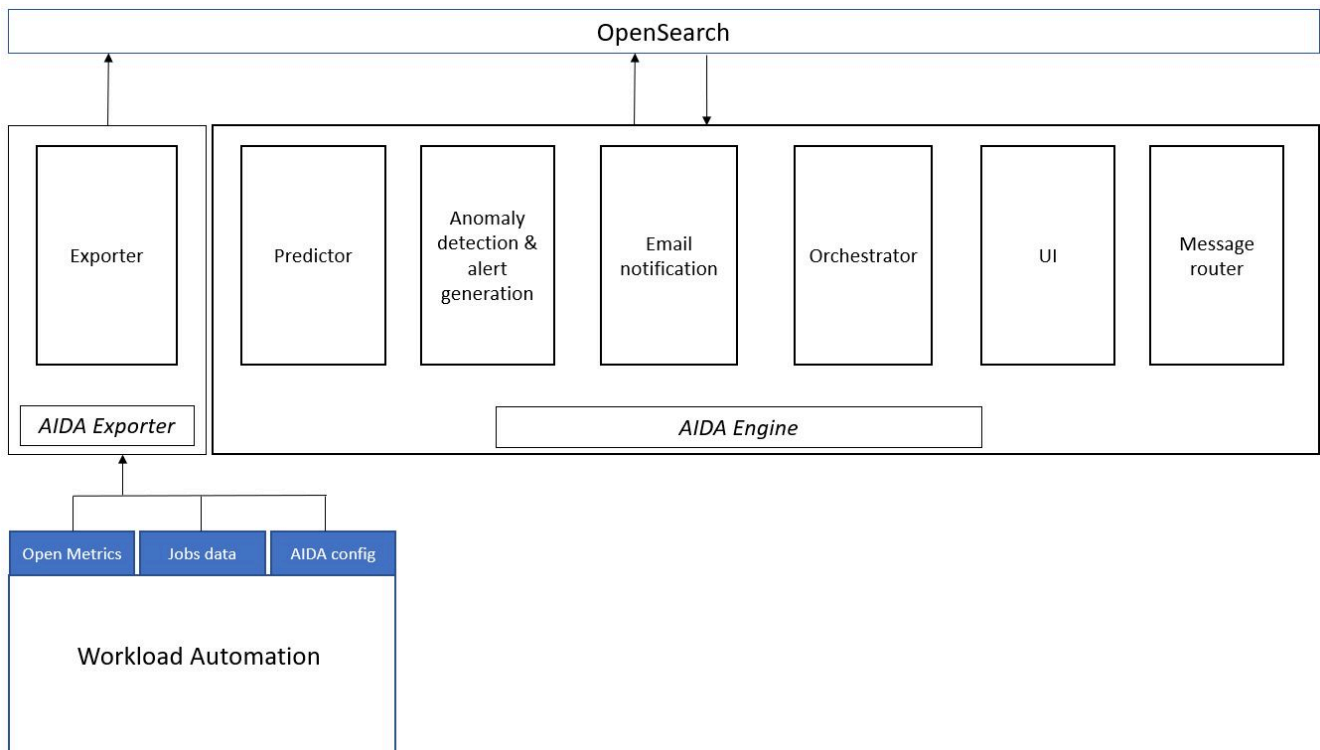 OpenSearch
Exporter
Predictor
Anomaly
detection &
alert
generation
Email
notification
Orchestrator
UI
Message
router
AIDA Exporter
AIDA Engine
Open Metrics
Jobs data
AIDA config
Workload Automation